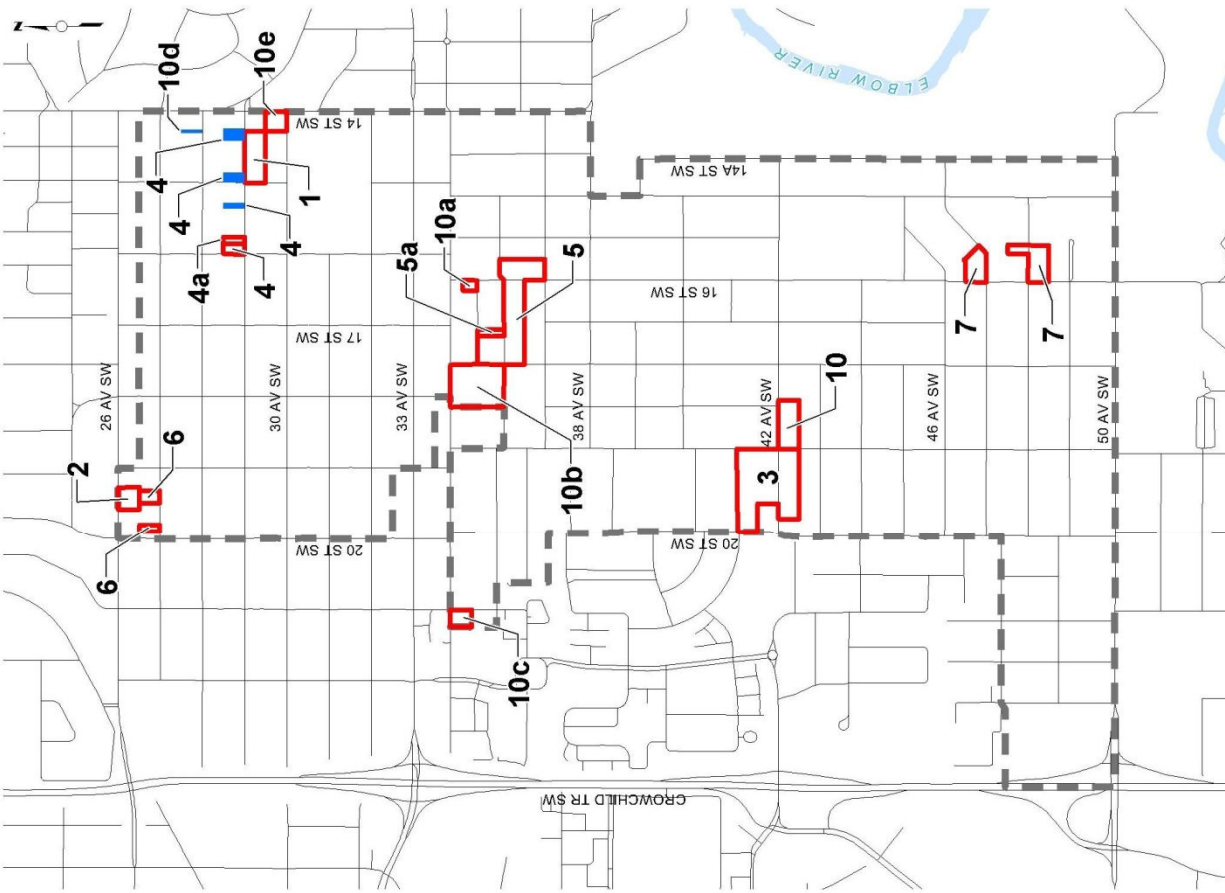 N
10d
10e
4
14 ST SW
4
1
4
4a
4
26 AV SW
30 AV SW
33 AV SW
17 ST SW
2
6
6
20 ST SW
10a
5a
5
16 ST SW
10b
38 AV SW
10c
ELBOW RIVER
14A ST SW
42 AV SW
10
3
20 ST SW
46 AV SW
7
7
50 AV SW
CROWCHILD TR SW